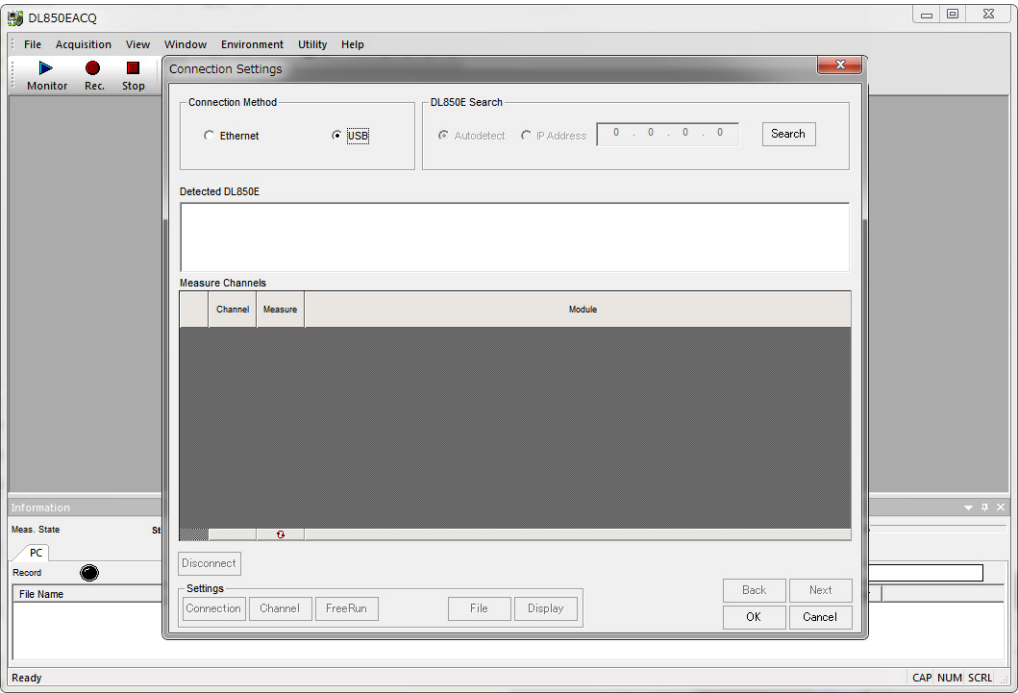 DL850EACQ
File Acquisition View Window Environment Utility Help
Monitor Rec. Stop
Connection Settings
Connection Method
Ethernet USB
DL850E Search
Autodetect IP Address 0 . 0 . 0 . 0 Search
Detected DL850E
Measure Channels
Channel Measure Module
Information
Meas. State St
PC
Record
File Name
Disconnect
Settings
Connection Channel FreeRun File Display
Back Next
OK Cancel
Ready CAP NUM SCRL